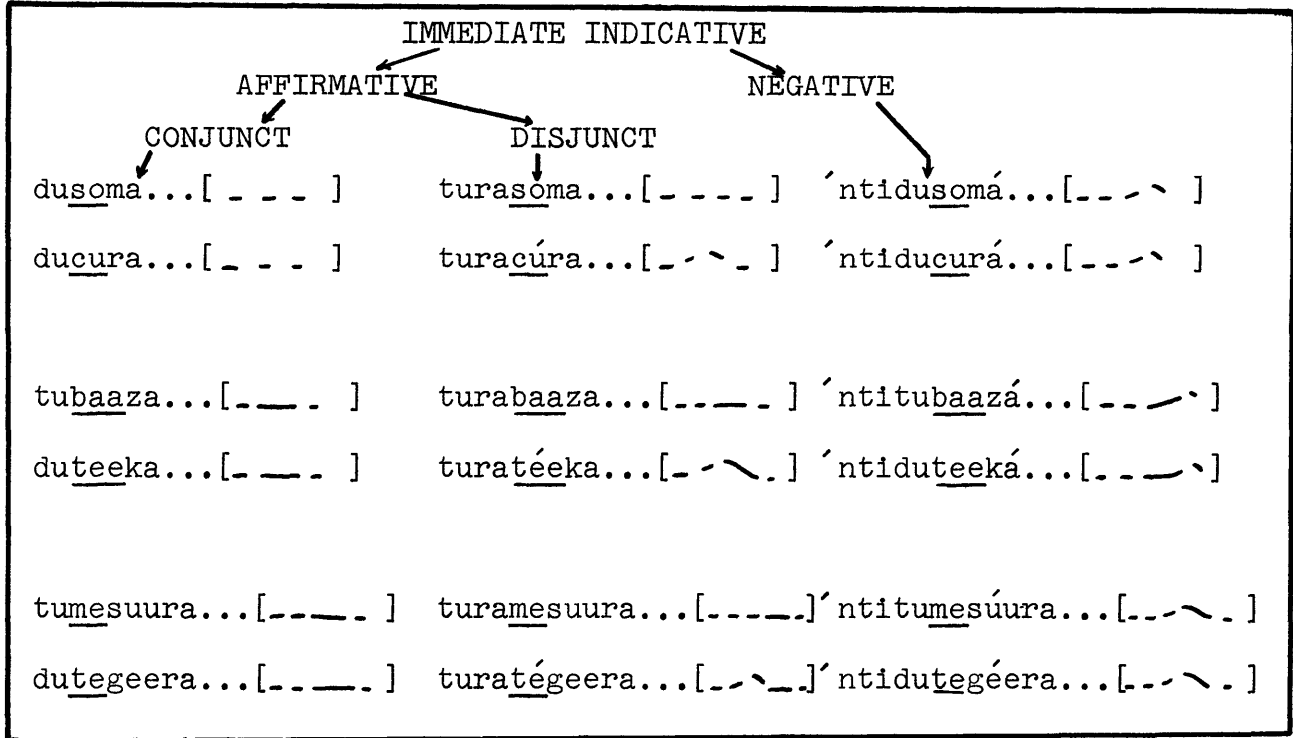 IMMEDIATE INDICATIVE
AFFIRMATIVE NEGATIVE
CONJUNCT DISJUNCT
dusoma...[ _ _ _ ] turasoma...[ _ _ _ _ ] ´ntidusomá...[ ]
ducura...[ _ _ _ ] turacúra...[ ] ´ntiducurá...[ ]
tubaaza...[ ] turabaaza...[ ] ´ntitubaazá...[ ]
duteeka...[ ] turatéeka...[ ] ´ntiduteeká...[ ]
tumesuura...[ ] turamesuura...[ ] ´ntitumesúura...[ ]
dutegeera...[ ] turatégeera...[ ] ´ntidutegéera...[ ]